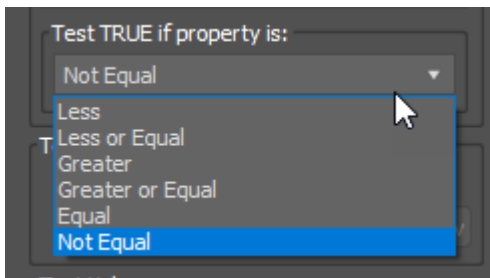 Test TRUE if property is:
Not Equal
Less
Less or Equal
Greater
Greater or Equal
Equal
Not Equal